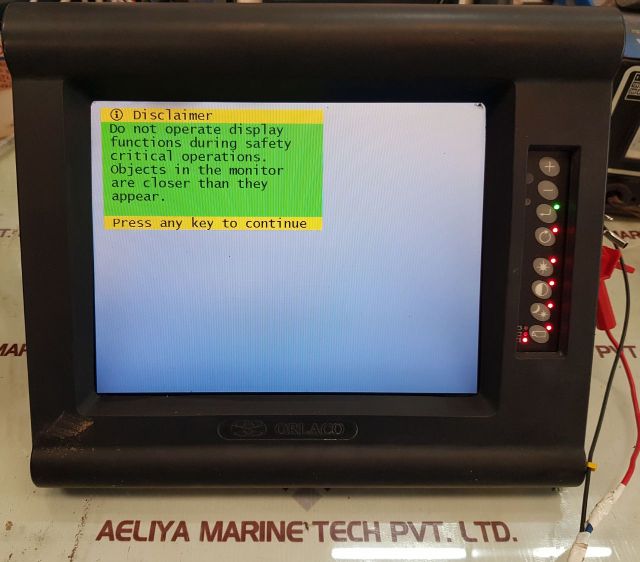 ⓘ Disclaimer
Do not operate display
functions during safety
critical operations.
Objects in the monitor
are closer than they
appear.
Press any key to continue
ORLACO
AELIYA MARINE TECH PVT. LTD.